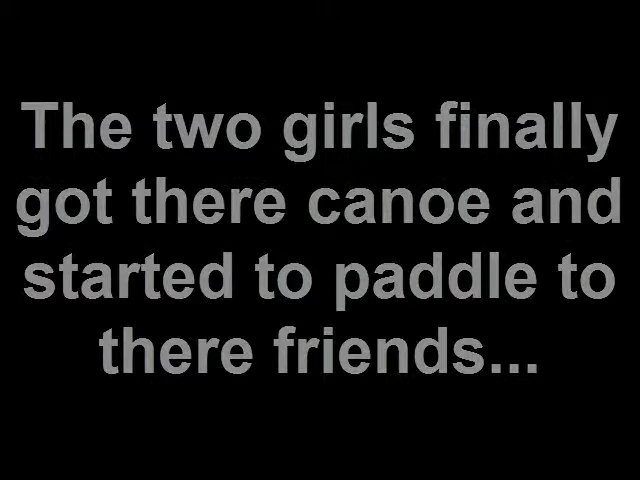 The two girls finally
got there canoe and
started to paddle to
there friends...